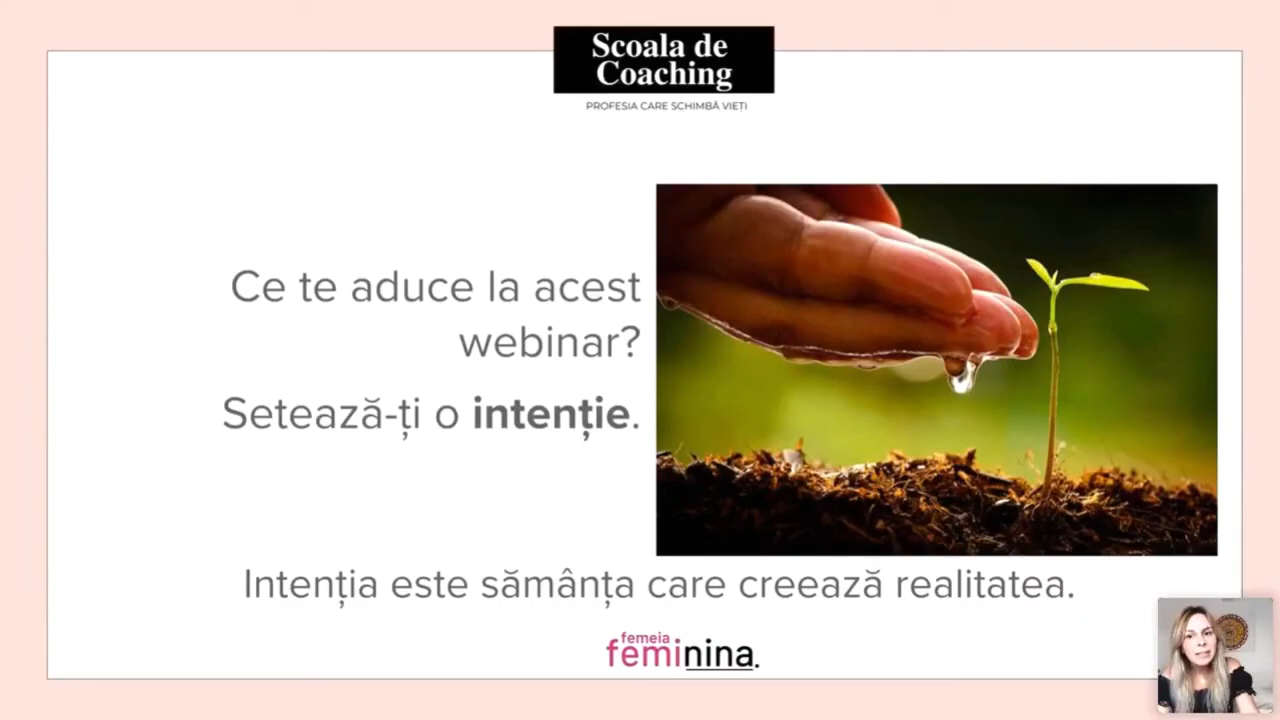 Scoala de
Coaching
PROFESIA CARE SCHIMBĂ VIEȚI
Ce te aduce la acest
webinar?
Setează-ți o intenție.
Intenția este sămânța care creează realitatea.
femeia
feminina.